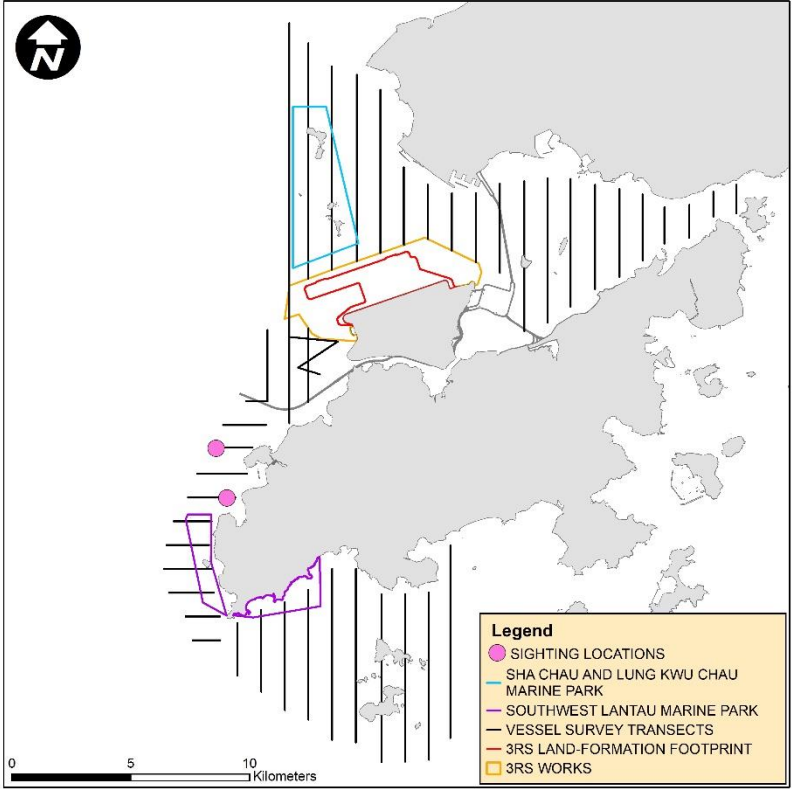 N
Legend
SIGHTING LOCATIONS
SHA CHAU AND LUNG KWU CHAU
MARINE PARK
SOUTHWEST LANTAU MARINE PARK
VESSEL SURVEY TRANSECTS
3RS LAND-FORMATION FOOTPRINT
3RS WORKS
0 5 10
Kilometers